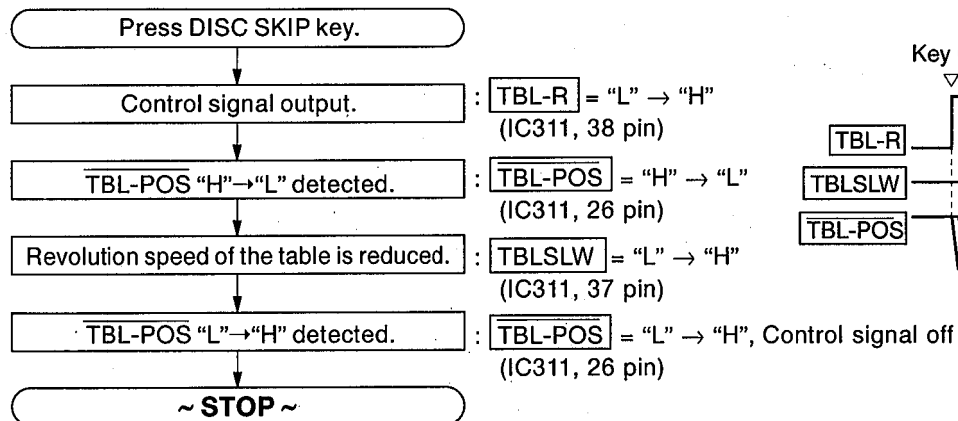 Press DISC SKIP key.
Control signal output.
: TBL-R = “L” → “H”
(IC311, 38 pin)
TBL-POS “H”→“L” detected.
: TBL-POS = “H” → “L”
(IC311, 26 pin)
Revolution speed of the table is reduced.
: TBLSLW = “L” → “H”
(IC311, 37 pin)
TBL-POS “L”→“H” detected.
: TBL-POS = “L” → “H”, Control signal off
(IC311, 26 pin)
~ STOP ~
Key
TBL-R
TBLSLW
TBL-POS